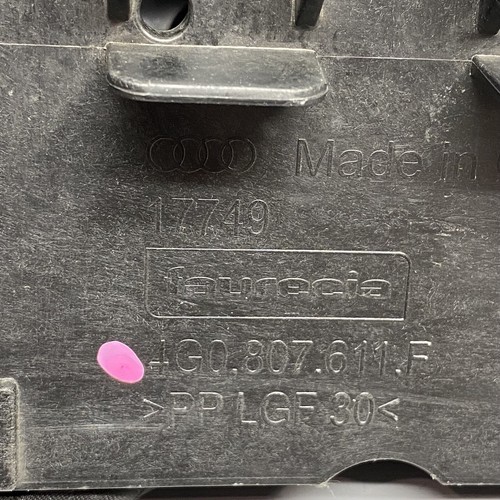 Made in
17749
faurecia
4G0.807.611.F
>PP LGF 30<